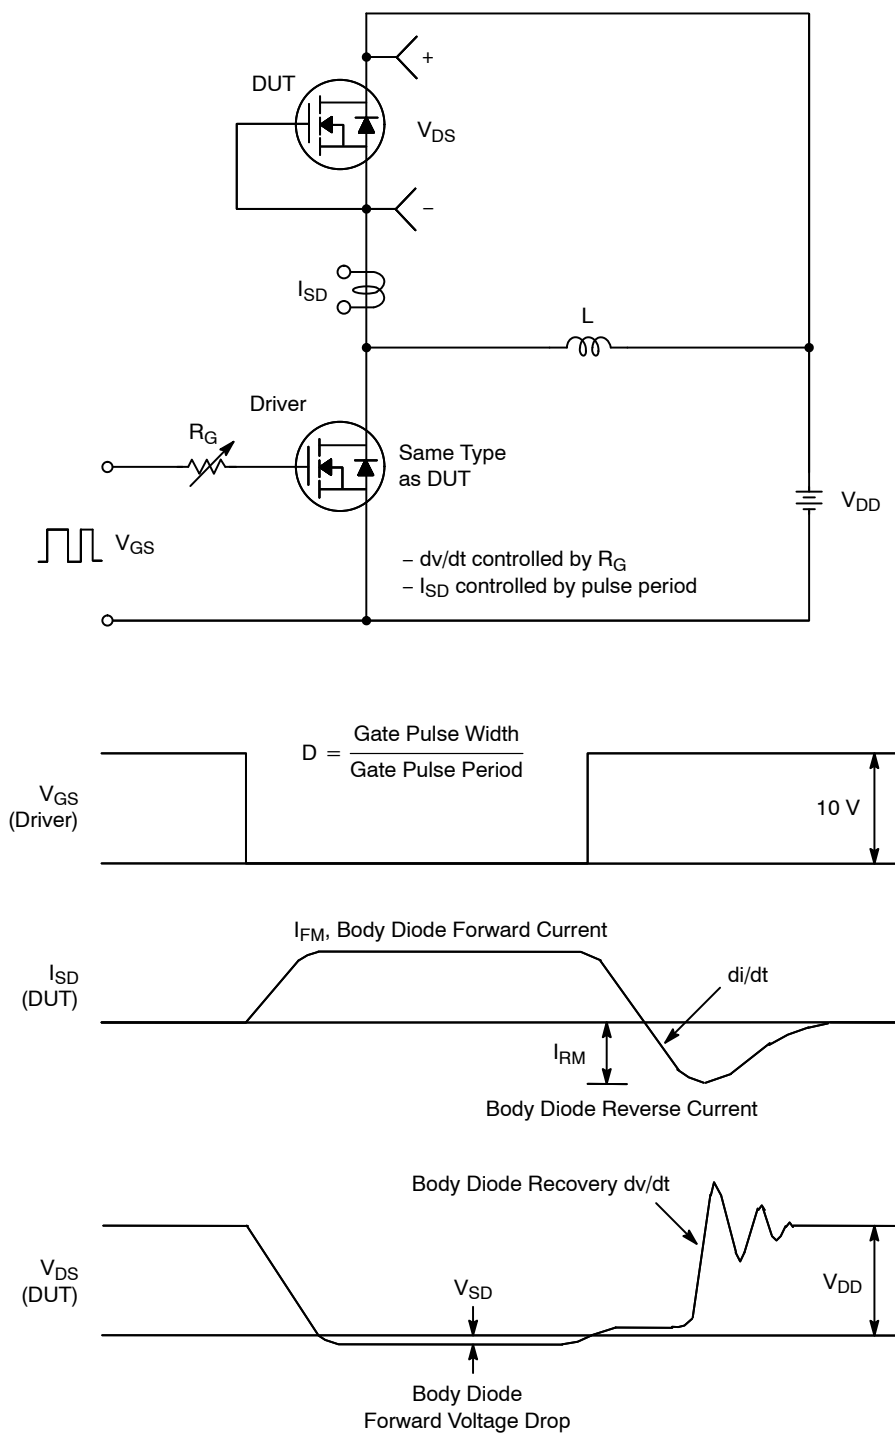 DUT
+
V_DS
−
I_SD
L
Driver
R_G
Same Type
as DUT
V_DD
V_GS
− dv/dt controlled by R_G
− I_SD controlled by pulse period
D = Gate Pulse Width
Gate Pulse Period
V_GS
(Driver)
10 V
I_FM, Body Diode Forward Current
I_SD
(DUT)
di/dt
I_RM
Body Diode Reverse Current
Body Diode Recovery dv/dt
V_DS
(DUT)
V_SD
V_DD
Body Diode
Forward Voltage Drop